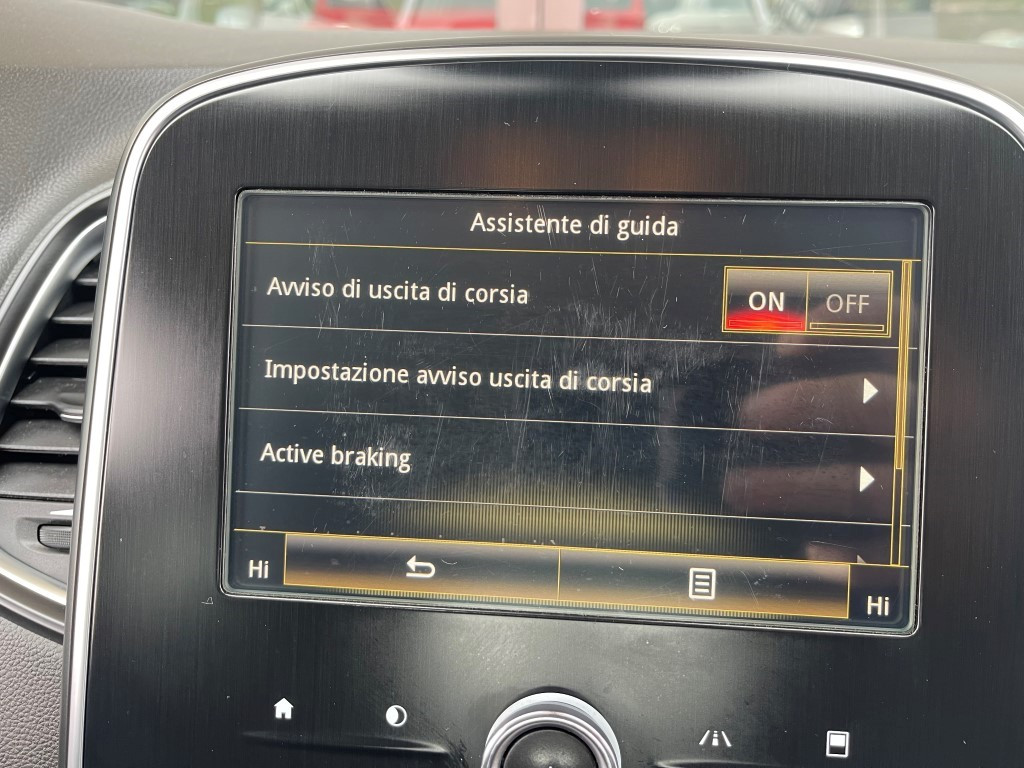 Assistente di guida
Avviso di uscita di corsia
ON OFF
Impostazione avviso uscita di corsia
Active braking
Hi
Hi